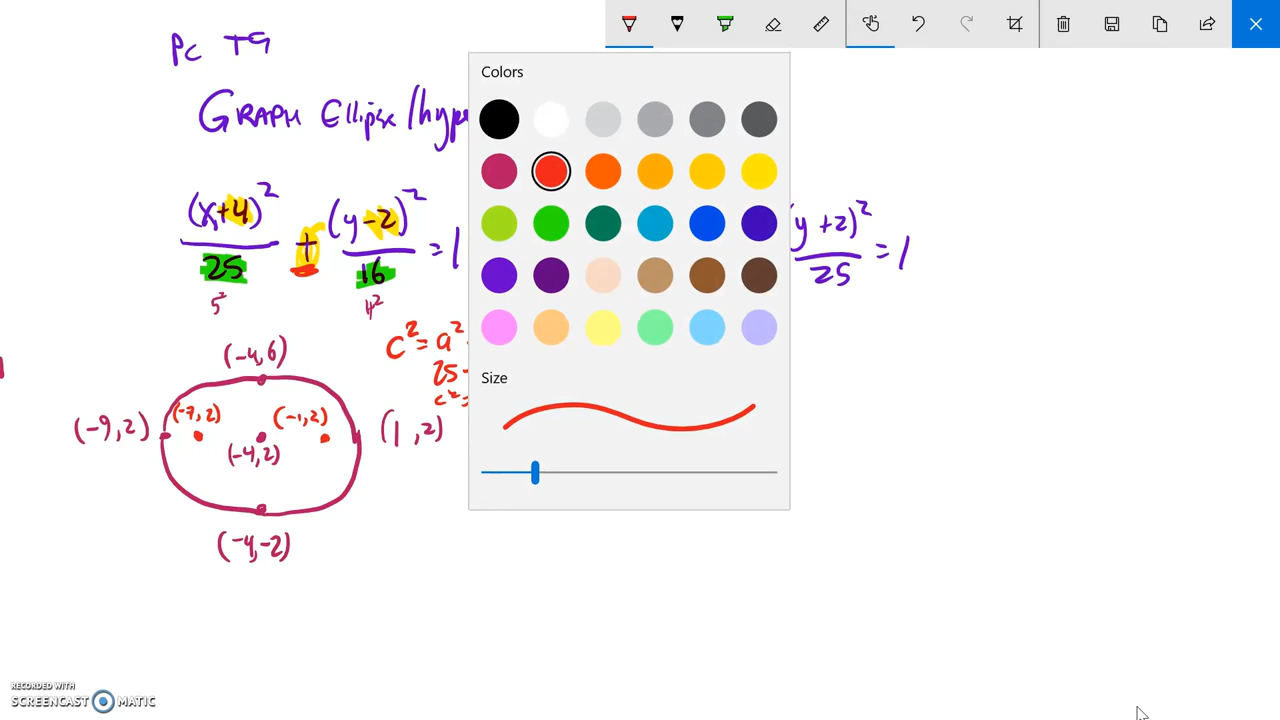 PC TG
Colors
GRAPH Ellipse/hype
(x+4)² + (y-2)² = 1
25 16
5² 4²
(y+2)² = 1
25
c² = a²
25-
c² =
(-4,6)
Size
(-9,2) (-7,2) (-1,2) (1,2)
(-4,2)
(-4,-2)
RECORDED WITH
SCREENCAST MATIC